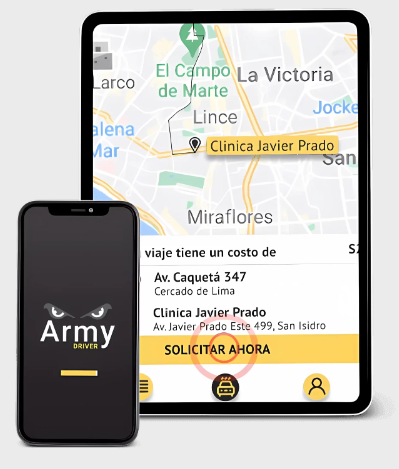 El Campo
de Marte
Larco
La Victoria
Lince
Jocke
alena
Mar
Clinica Javier Prado
San
Miraflores
viaje tiene un costo de
Av. Caquetá 347
Cercado de Lima
Clinica Javier Prado
Av. Javier Prado Este 499, San Isidro
SOLICITAR AHORA
Army
DRIVER